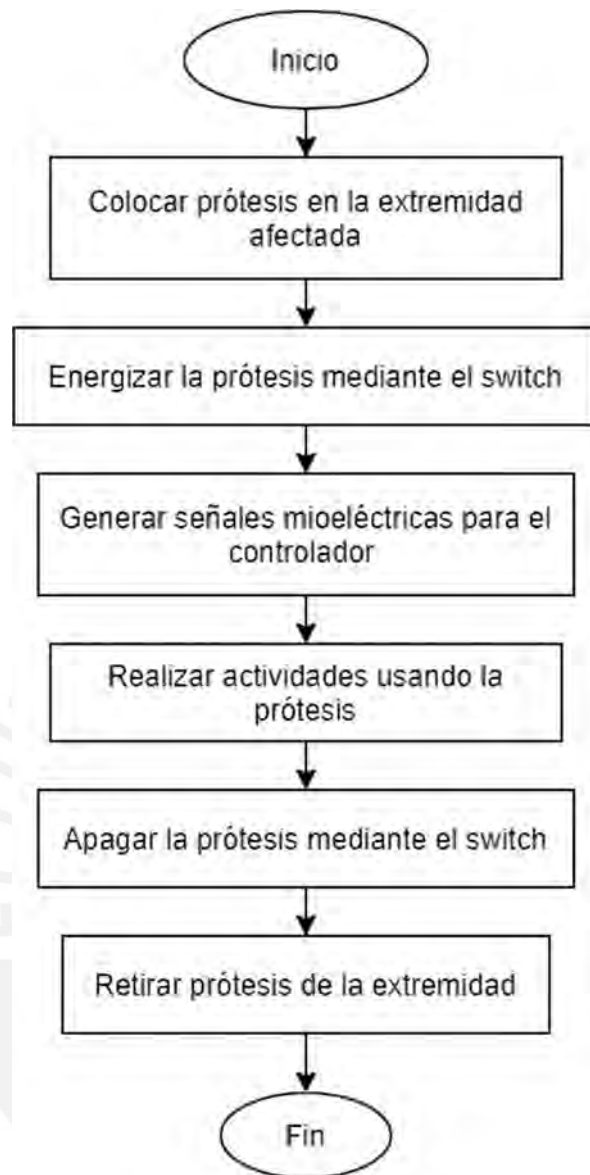 Inicio
Colocar prótesis en la extremidad
afectada
Energizar la prótesis mediante el switch
Generar señales mioeléctricas para el
controlador
Realizar actividades usando la
prótesis
Apagar la prótesis mediante el switch
Retirar prótesis de la extremidad
Fin